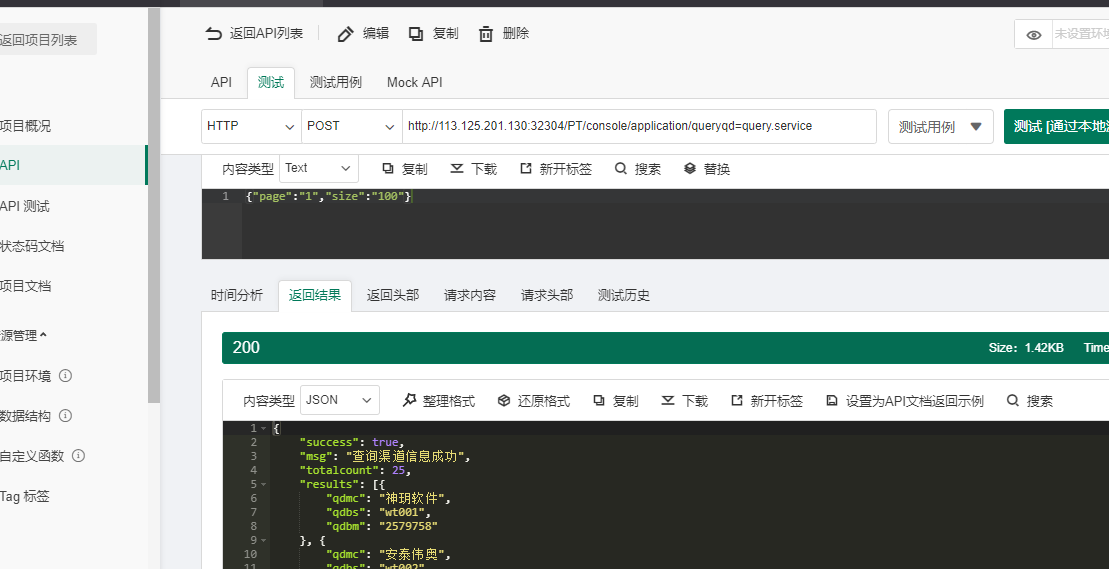 返回项目列表
返回API列表 编辑 复制 删除
未设置环
API 测试 测试用例 Mock API
项目概况
API
API 测试
状态码文档
项目文档
源管理
项目环境
数据结构
自定义函数
Tag 标签
HTTP POST http://113.125.201.130:32304/PT/console/application/queryqd=query.service 测试用例 测试 [通过本地
内容类型 Text 复制 下载 新开标签 搜索 替换
1 {"page":"1","size":"100"}
时间分析 返回结果 返回头部 请求内容 请求头部 测试历史
200 Size: 1.42KB Time
内容类型 JSON 整理格式 还原格式 复制 下载 新开标签 设置为API文档返回示例 搜索
1 {
2 "success": true,
3 "msg": "查询渠道信息成功",
4 "totalcount": 25,
5 "results": [{
6 "qdmc": "神玥软件",
7 "qdbs": "wt001",
8 "qdbm": "2579758"
9 }, {
10 "qdmc": "安泰伟奥",
11 "qdbs": "wt002"